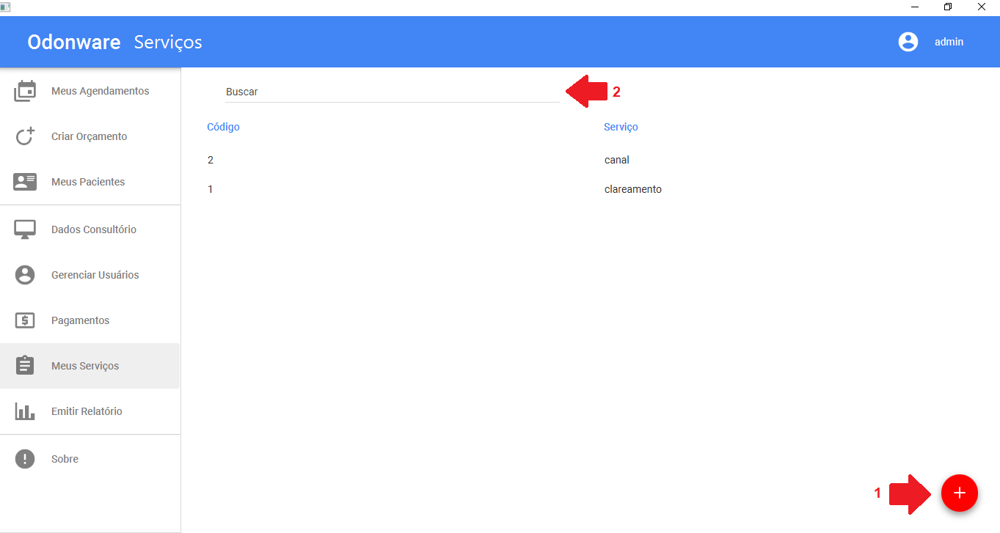 Odonware Serviços
admin
Meus Agendamentos
Criar Orçamento
Meus Pacientes
Dados Consultório
Gerenciar Usuários
Pagamentos
Meus Serviços
Emitir Relatório
Sobre
Buscar
2
Código Serviço
2 canal
1 clareamento
1